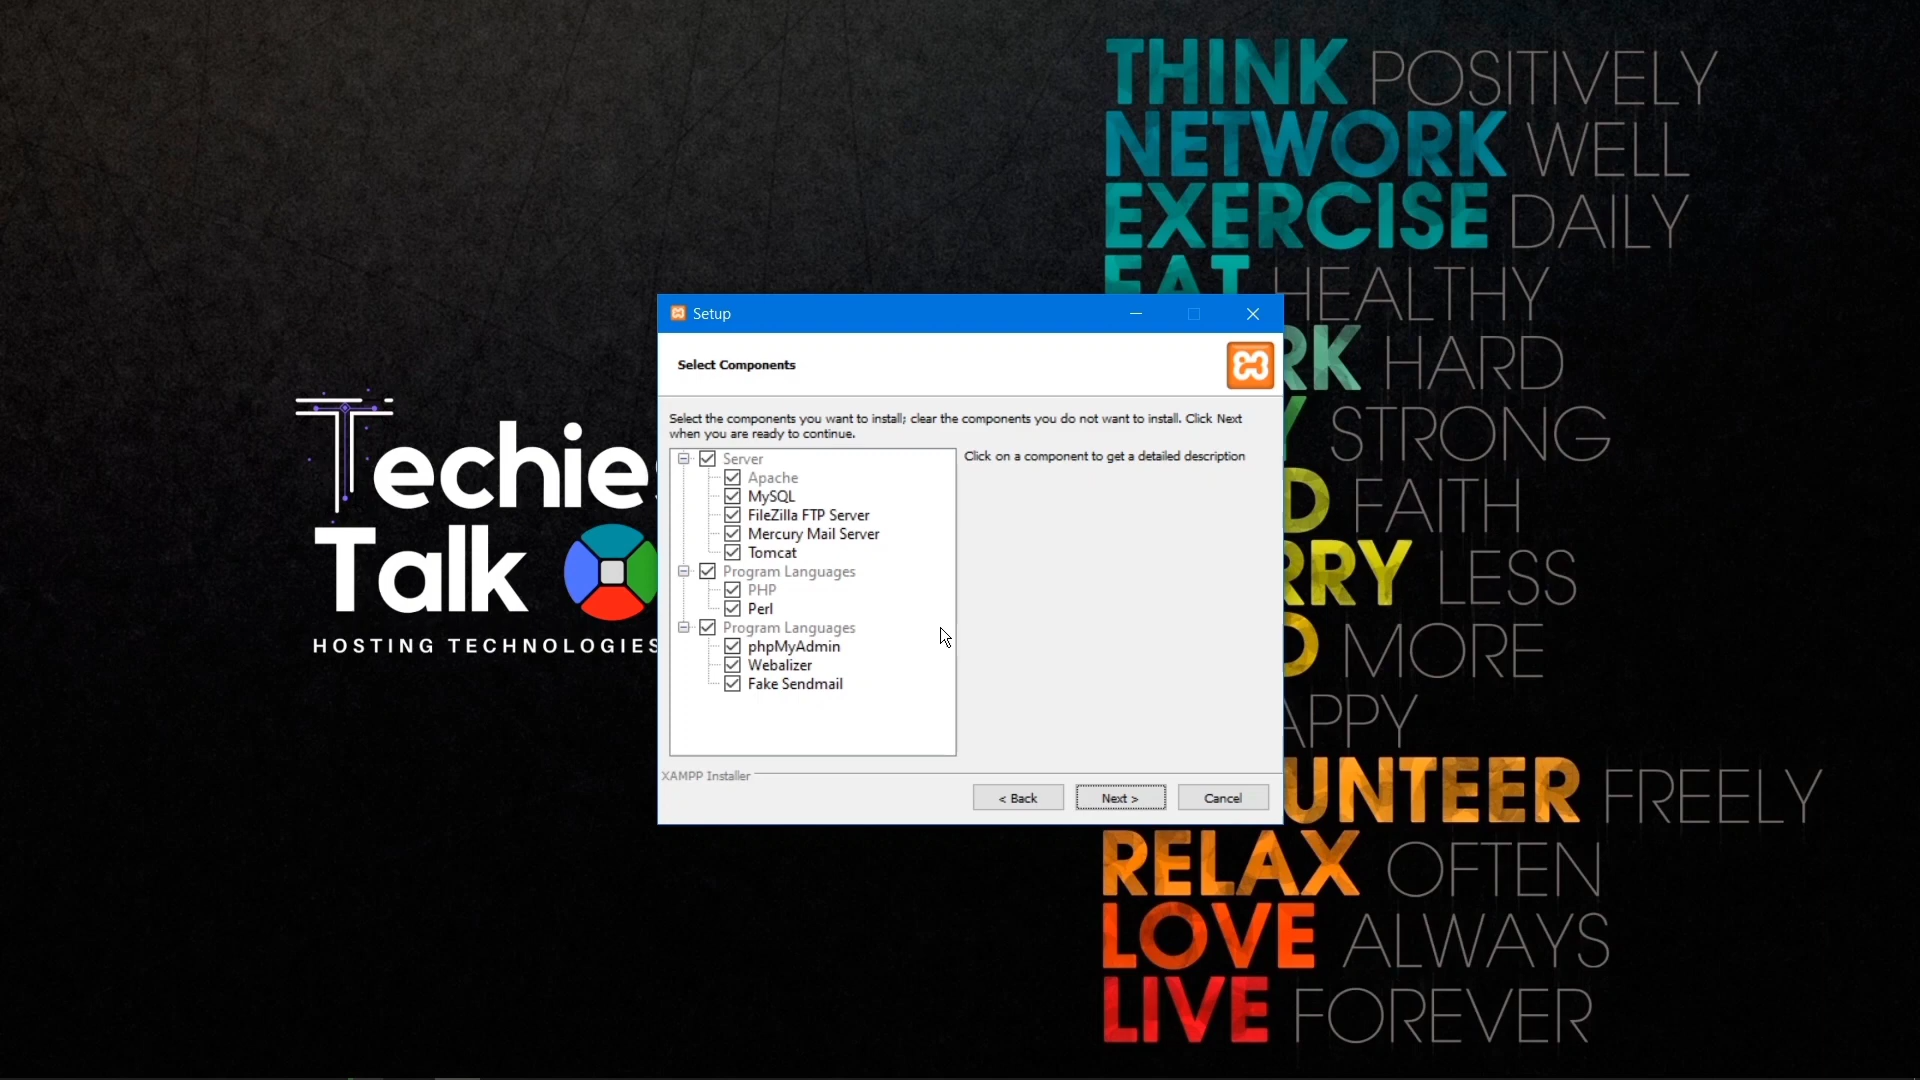 THINK POSITIVELY
NETWORK WELL
EXERCISE DAILY
EAT HEALTHY
RK HARD
Y STRONG
D FAITH
RRY LESS
O MORE
APPY
UNTEER FREELY
RELAX OFTEN
LOVE ALWAYS
LIVE FOREVER
Techies
Talk
HOSTING TECHNOLOGIES
Setup
Select Components
Select the components you want to install; clear the components you do not want to install. Click Next
when you are ready to continue.
Server
Apache
MySQL
FileZilla FTP Server
Mercury Mail Server
Tomcat
Program Languages
PHP
Perl
Program Languages
phpMyAdmin
Webalizer
Fake Sendmail
Click on a component to get a detailed description
XAMPP Installer
< Back
Next >
Cancel